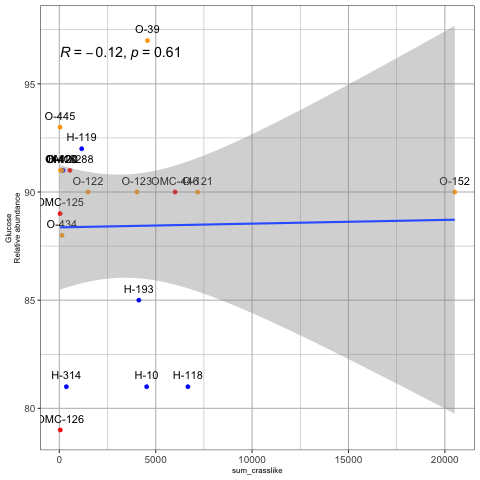 O-39
R = −0.12, p = 0.61
95
O-445
H-119
O-122
O-123
O-152
90
OMC-125
O-434
Glucose
Relative abundance
H-193
85
H-314
H-10
H-118
OMC-126
80
0
5000
10000
15000
20000
sum_crasslike